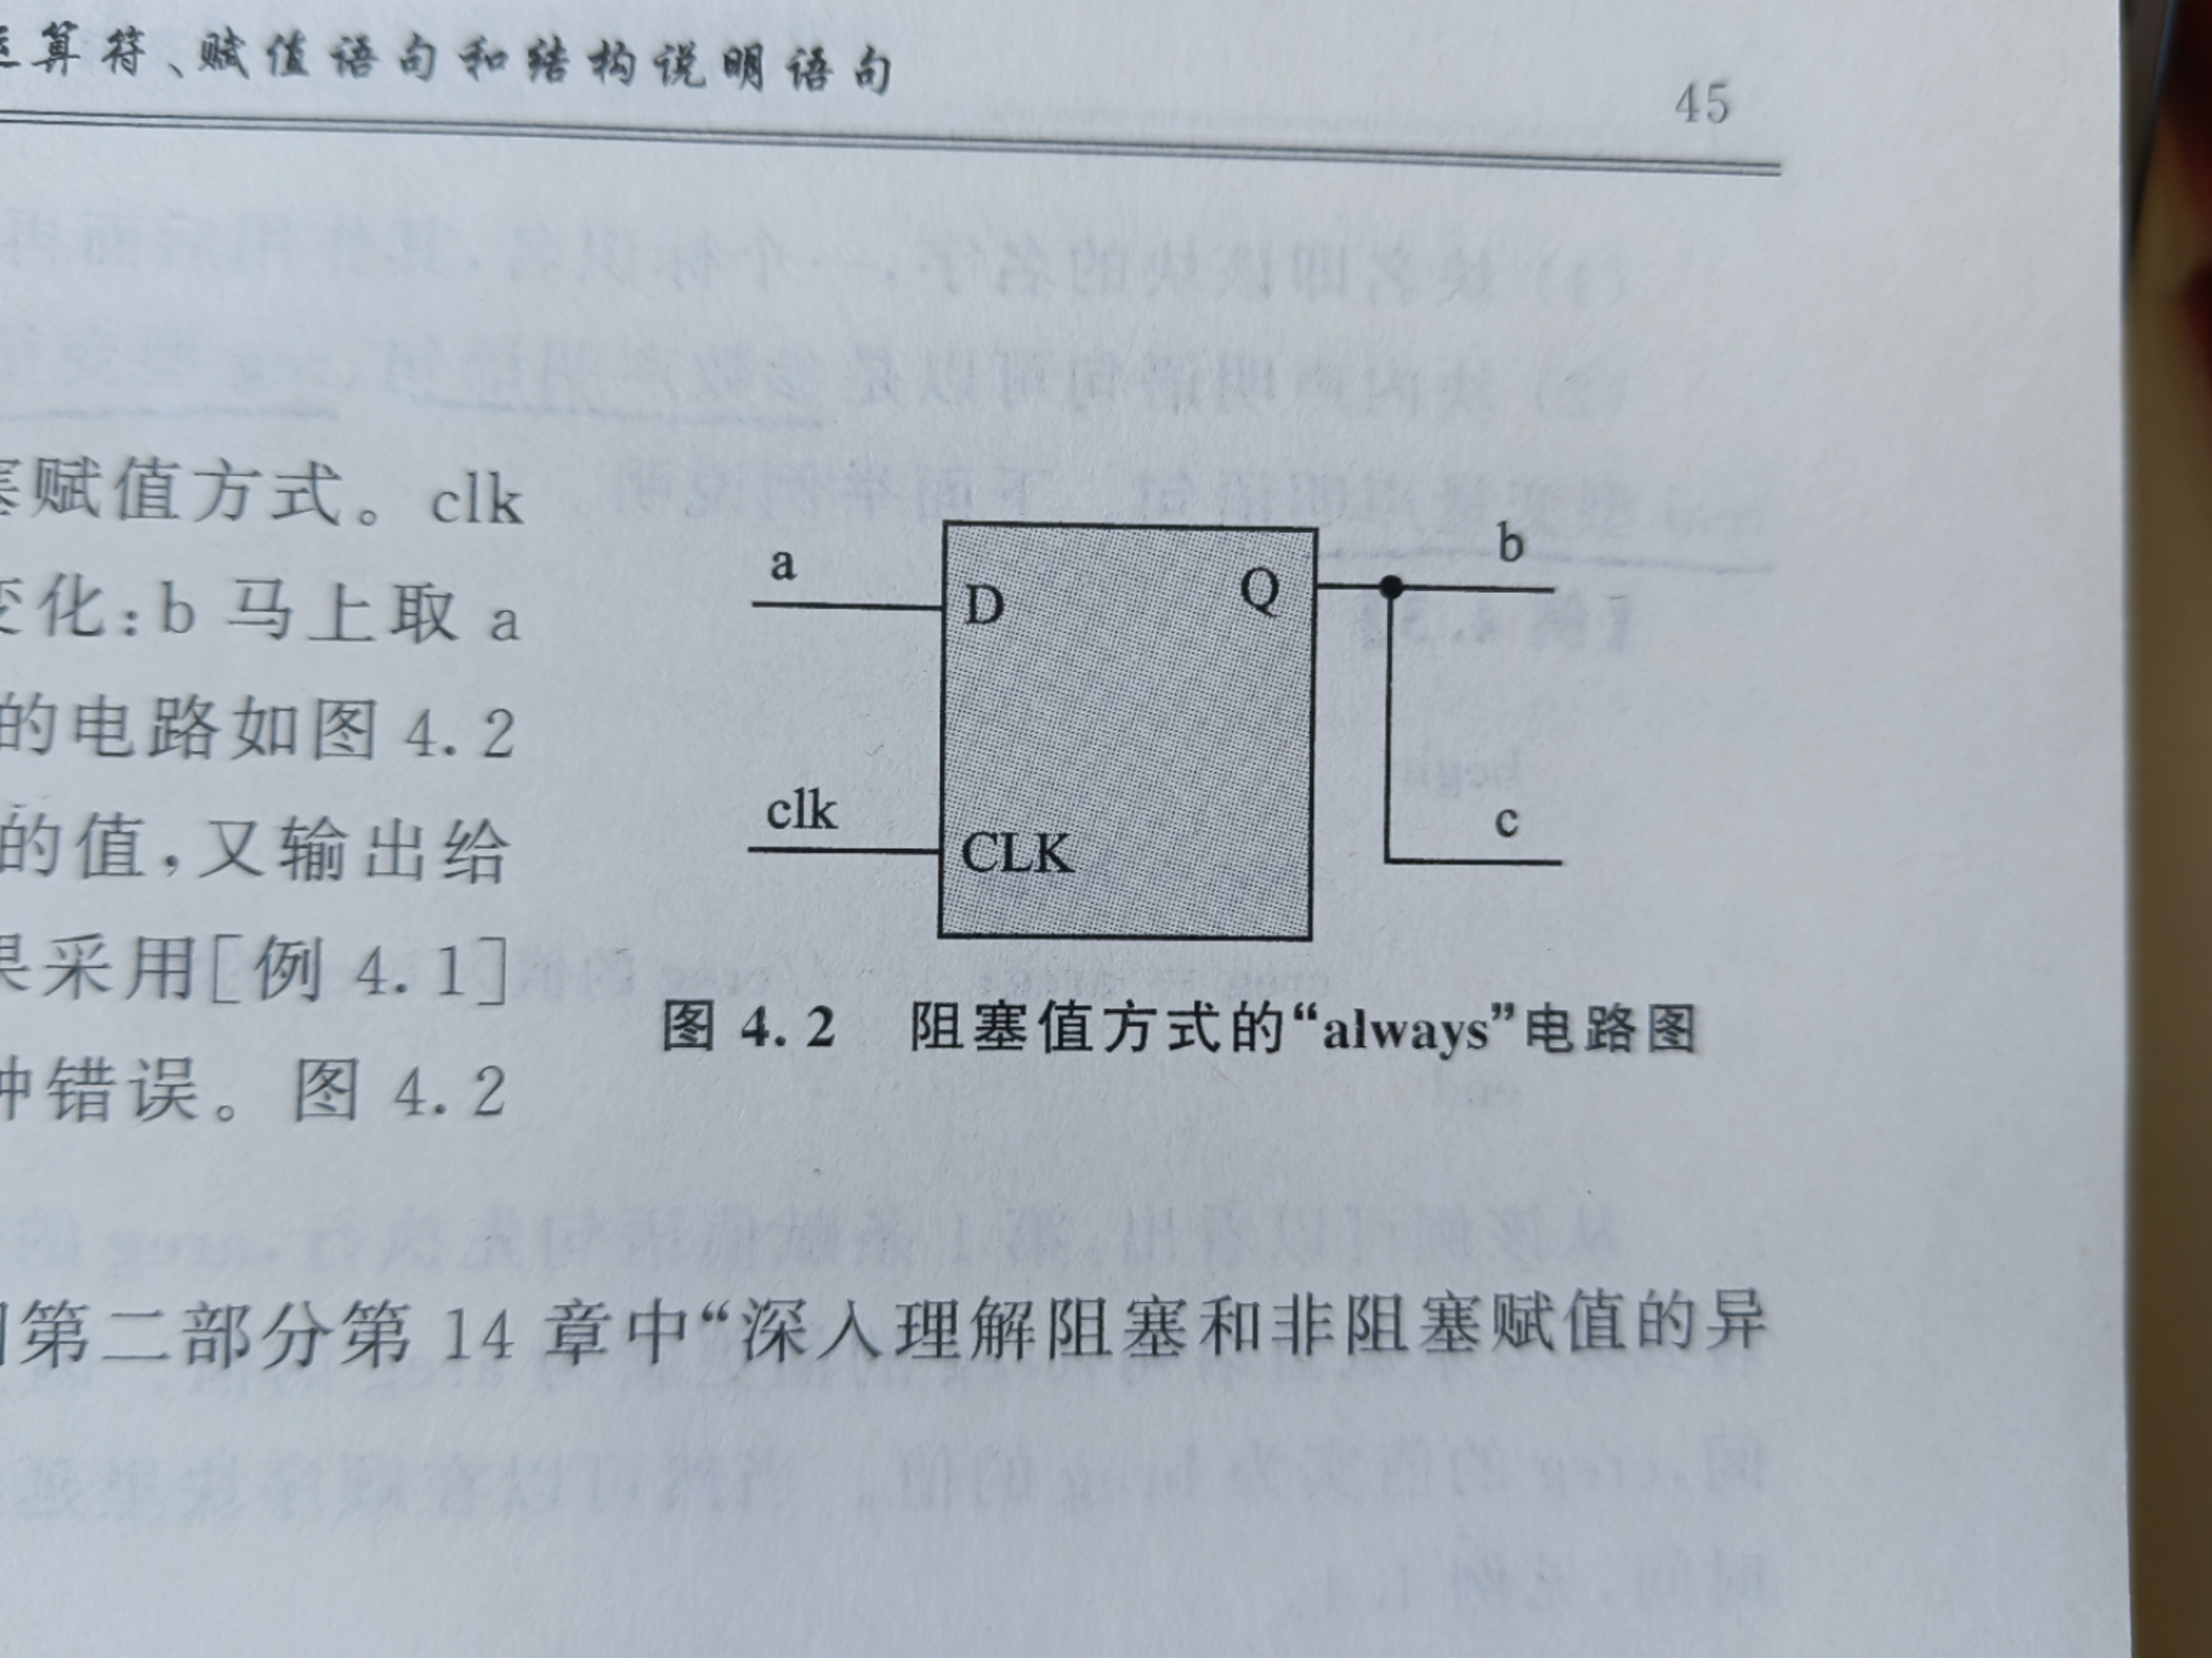 算符、赋值语句和结构说明语句
45
塞赋值方式。clk
变化:b 马上取 a
的电路如图 4.2
的值,又输出给
果采用[例 4.1]
种错误。图 4.2
a
D
Q
b
clk
CLK
c
图 4.2 阻塞值方式的“always”电路图
第二部分第 14 章中“深入理解阻塞和非阻塞赋值的异